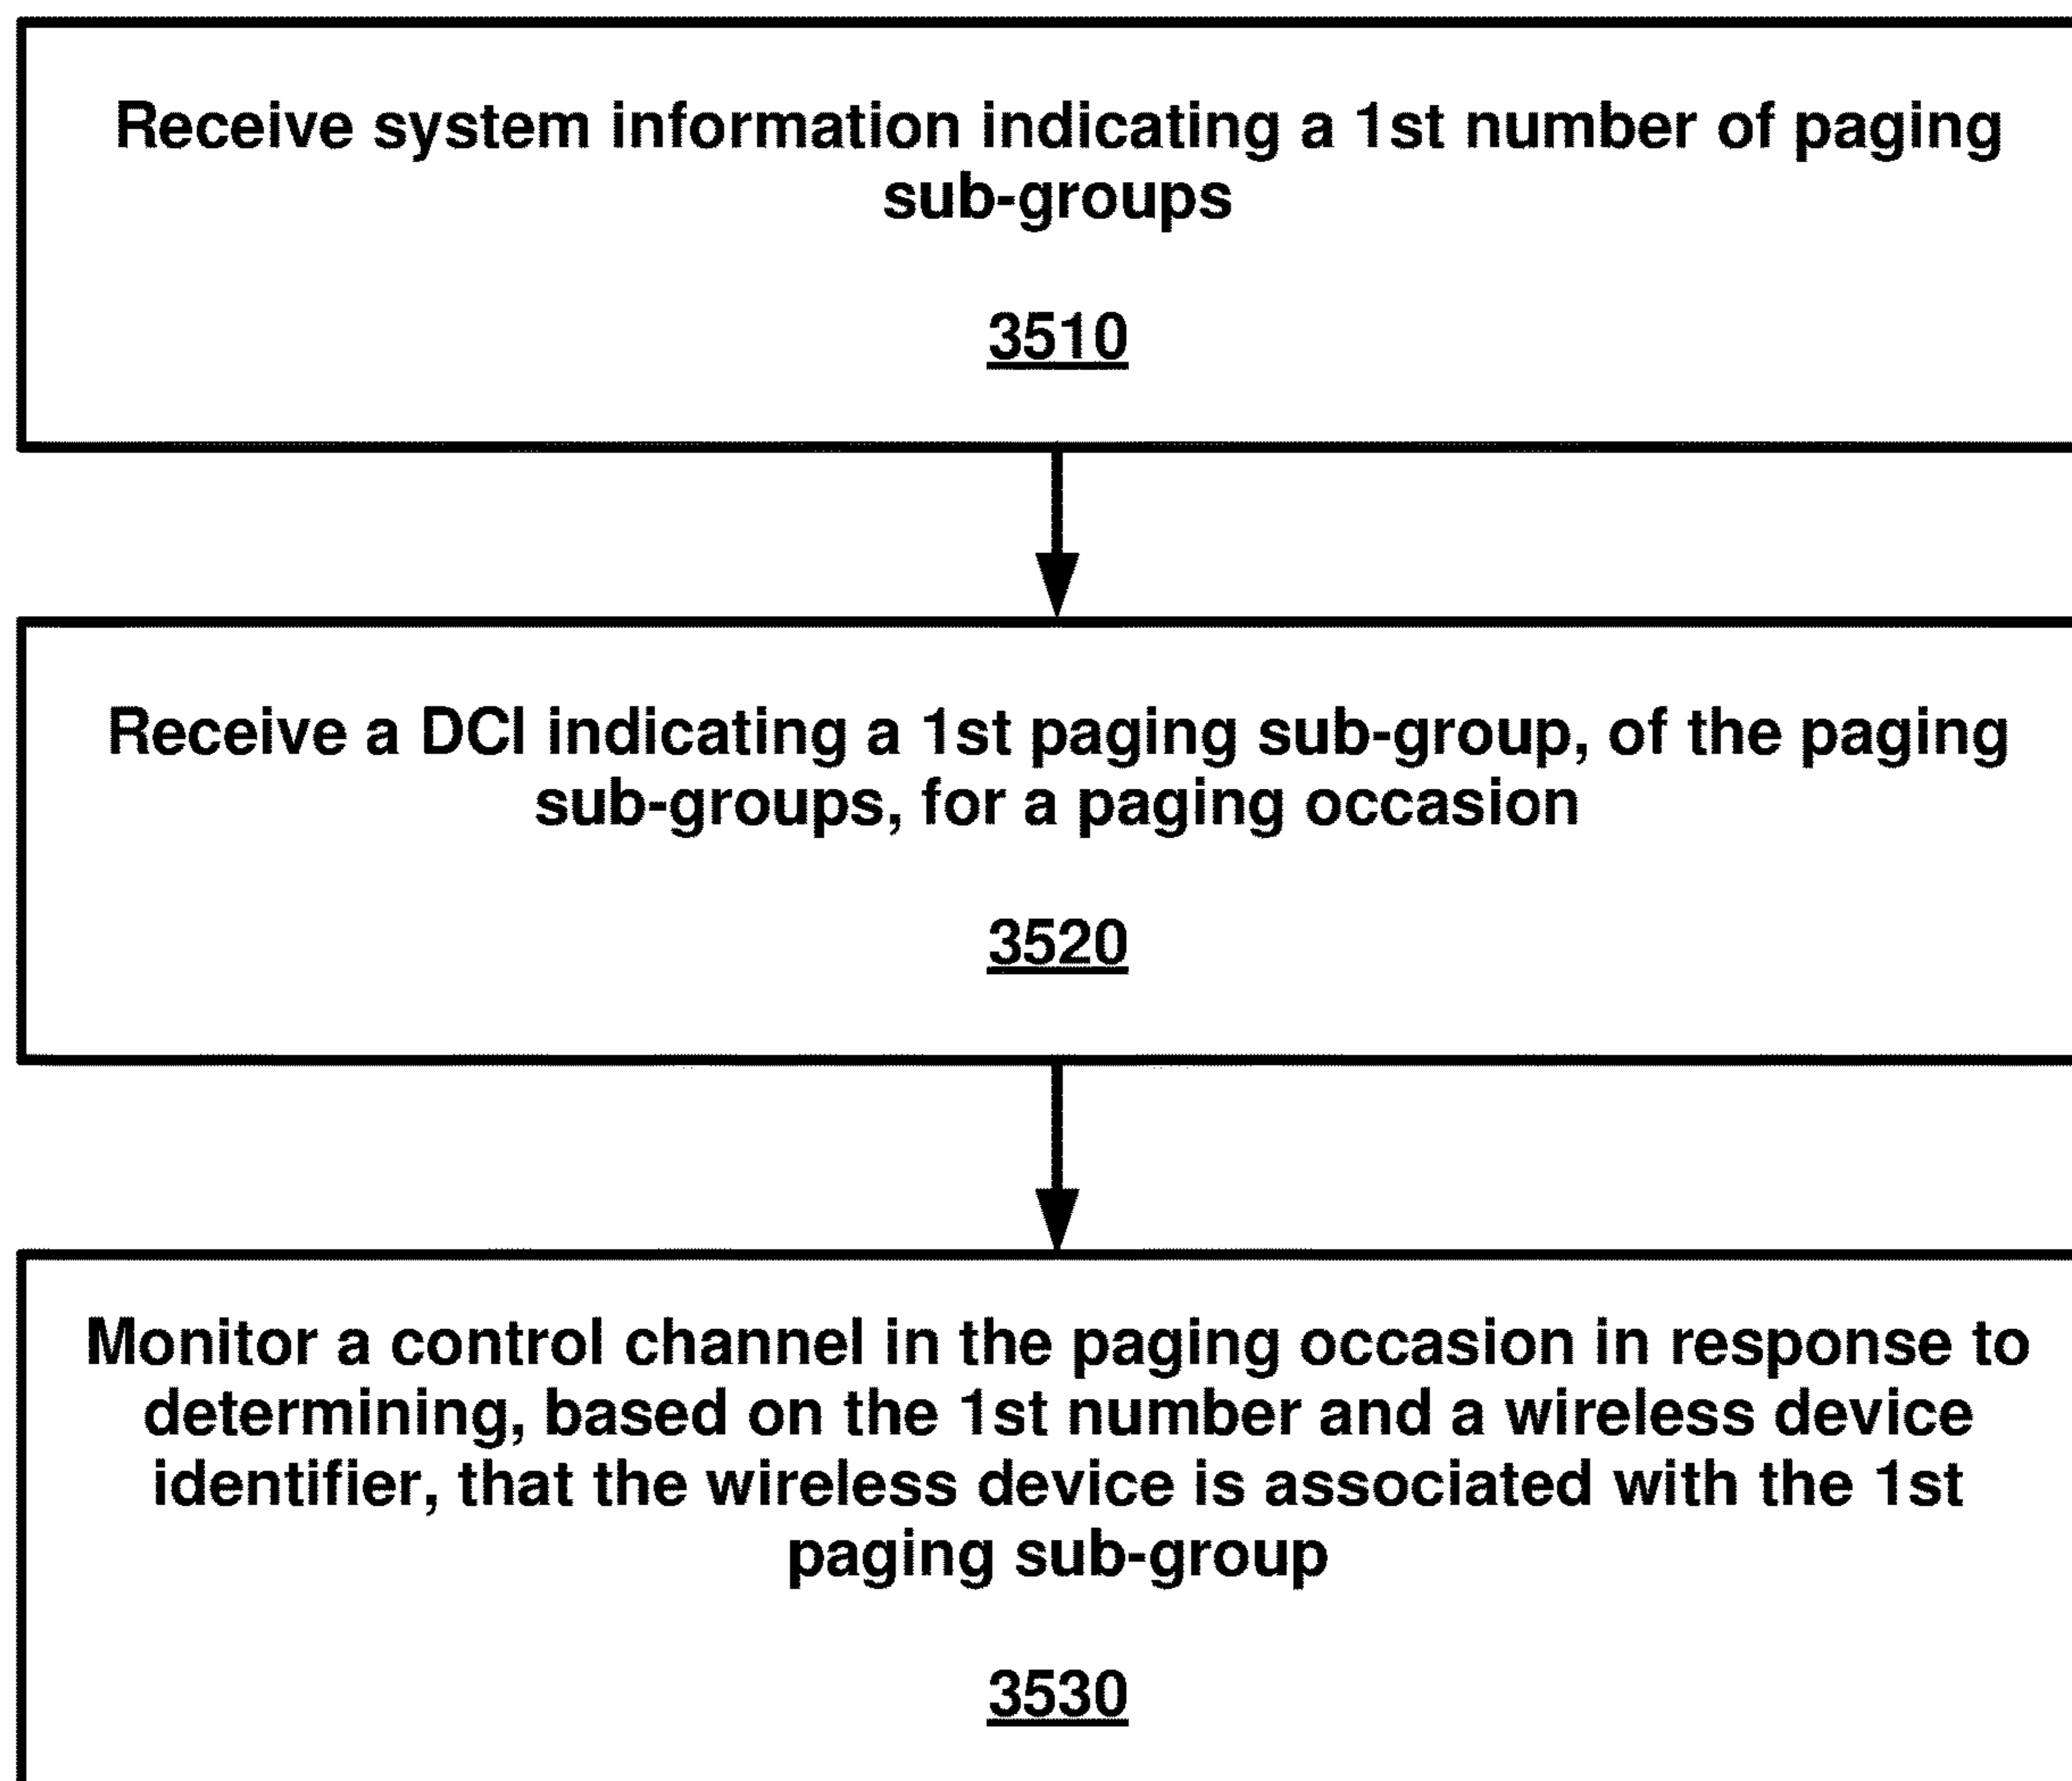 Receive system information indicating a 1st number of paging
sub-groups
3510
Receive a DCI indicating a 1st paging sub-group, of the paging
sub-groups, for a paging occasion
3520
Monitor a control channel in the paging occasion in response to
determining, based on the 1st number and a wireless device
identifier, that the wireless device is associated with the 1st
paging sub-group
3530